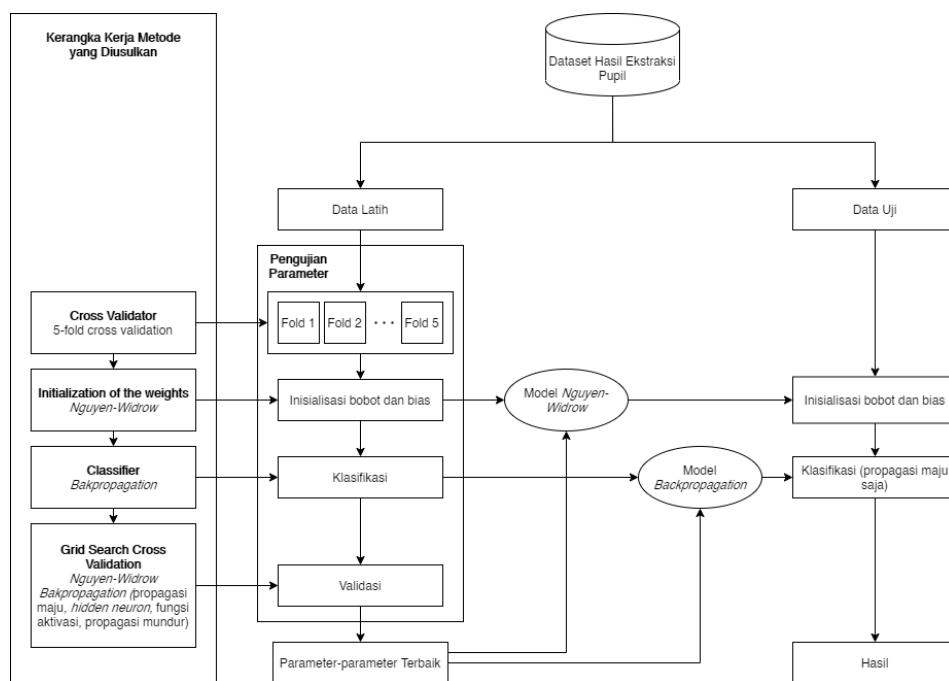 Kerangka Kerja Metode
yang Diusulkan
Dataset Hasil Ekstraksi
Pupil
Data Latih
Data Uji
Pengujian
Parameter
Cross Validator
5-fold cross validation
Fold 1
Fold 2
...
Fold 5
Initialization of the weights
Nguyen-Widrow
Inisialisasi bobot dan bias
Model Nguyen-
Widrow
Inisialisasi bobot dan bias
Classifier
Bakpropagation
Klasifikasi
Model
Backpropagation
Klasifikasi (propagasi maju
saja)
Grid Search Cross
Validation
Nguyen-Widrow
Bakpropagation (propagasi
maju, hidden neuron, fungsi
aktivasi, propagasi mundur)
Validasi
Parameter-parameter Terbaik
Hasil